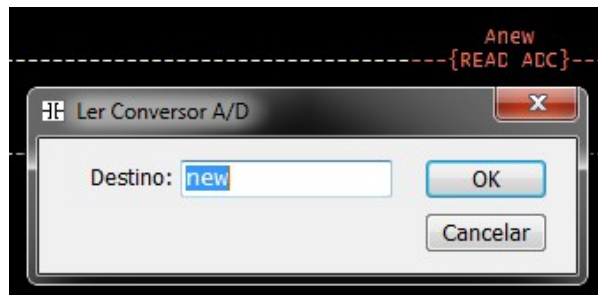 Anew
{READ ADC}
Ler Conversor A/D
Destino: new
OK
Cancelar